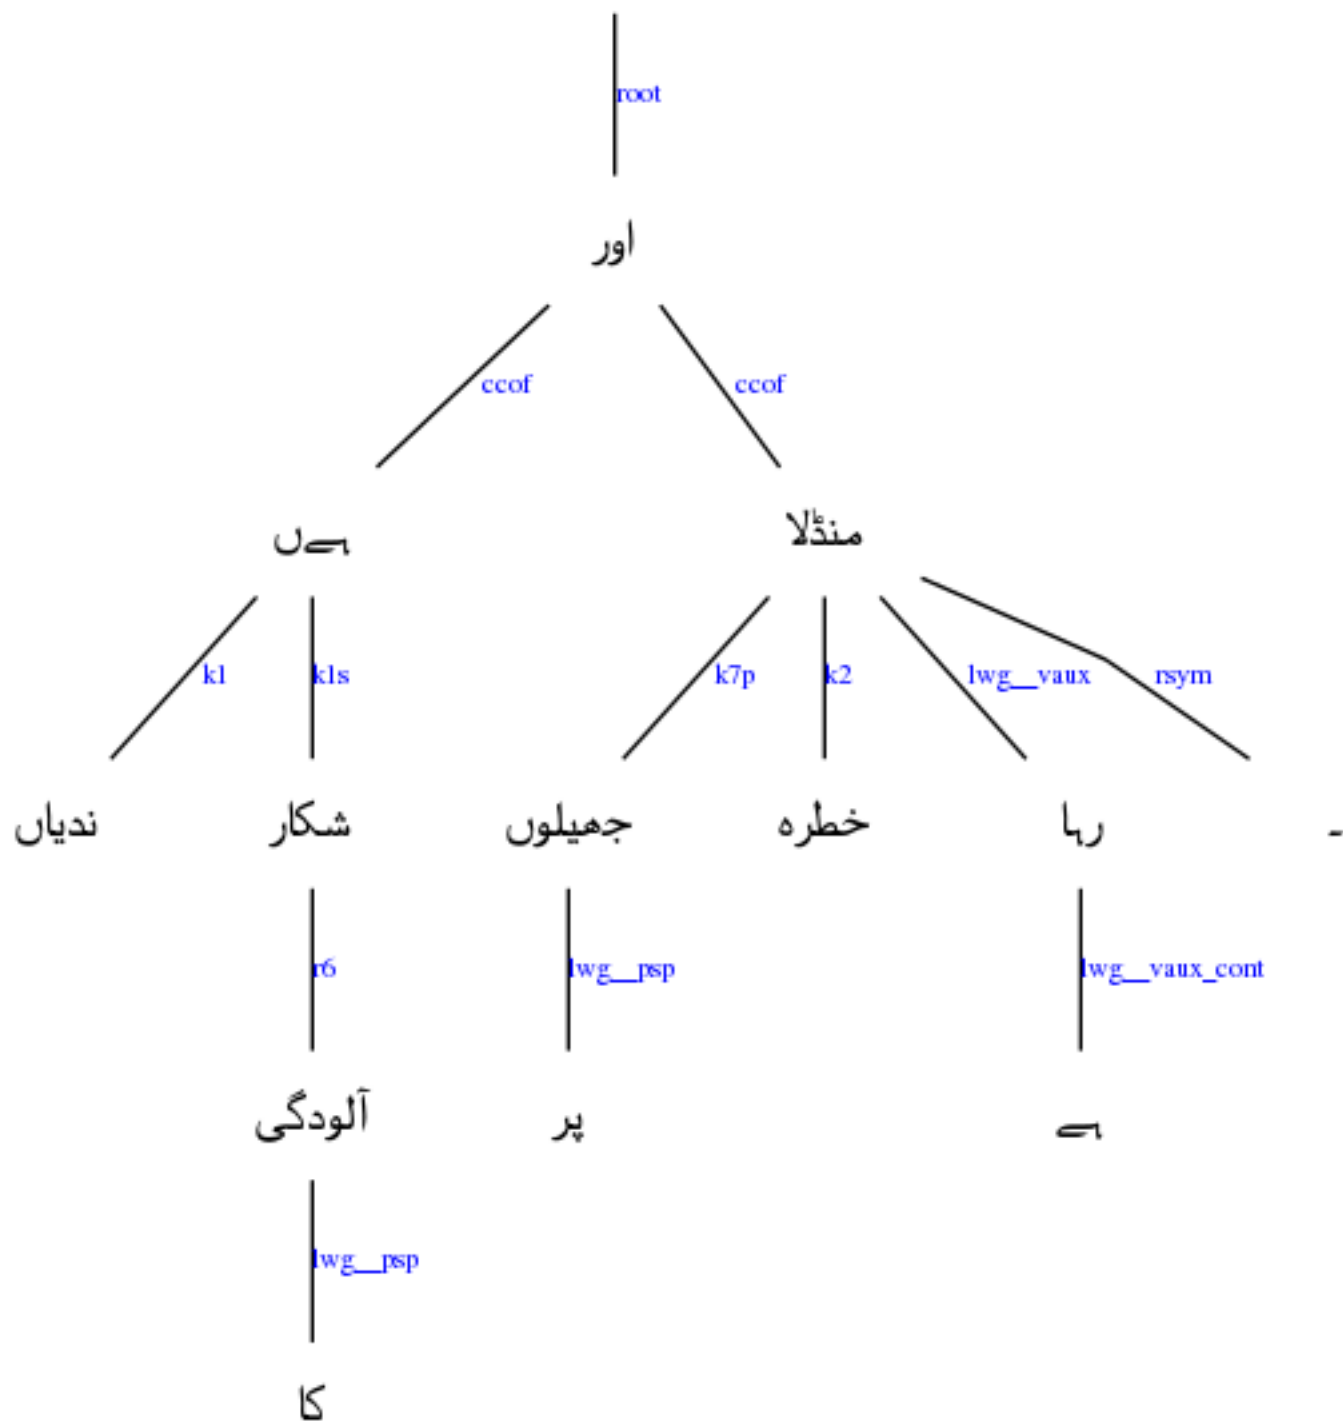 root
اور
ccof ccof
ہےں منڈلا
k1 k1s k7p k2 lwg__vaux rsym
ندیاں شکار جھیلوں خطرہ رہا ۔
r6 lwg__psp lwg__vaux_cont
آلودگی پر ہے
lwg__psp
کا